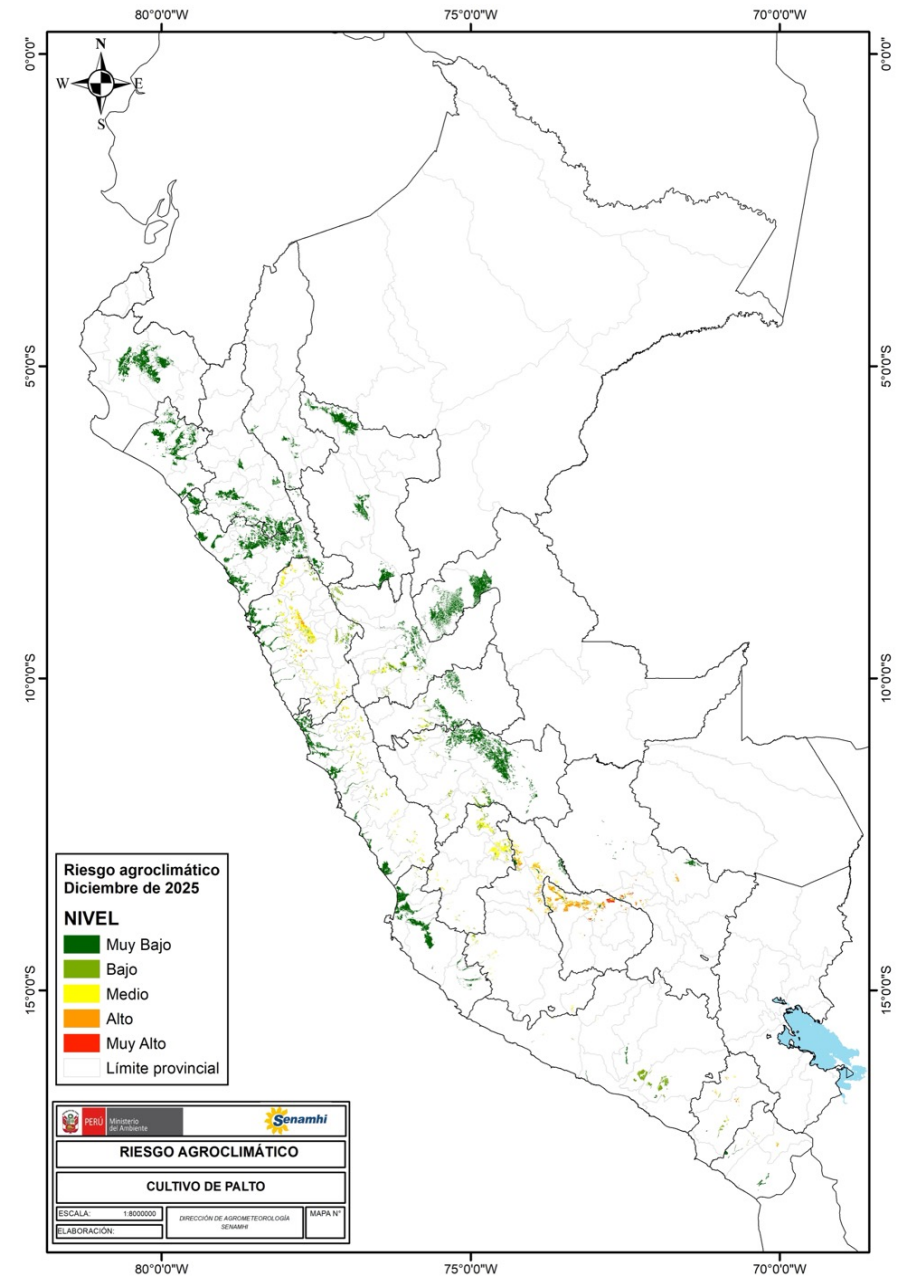 80°0'0"W 75°0'0"W 70°0'0"W
N
W E
S
0°0'0" 0°0'0"
5°0'0"S 5°0'0"S
10°0'0"S 10°0'0"S
15°0'0"S 15°0'0"S
Riesgo agroclimático
Diciembre de 2025
NIVEL
Muy Bajo
Bajo
Medio
Alto
Muy Alto
Límite provincial
PERÚ
Ministerio
del Ambiente
Senamhi
RIESGO AGROCLIMÁTICO
CULTIVO DE PALTO
ESCALA: 1:8000000
ELABORACIÓN:
DIRECCIÓN DE AGROMETEOROLOGÍA
SENAMHI
MAPA N°
80°0'0"W 75°0'0"W 70°0'0"W